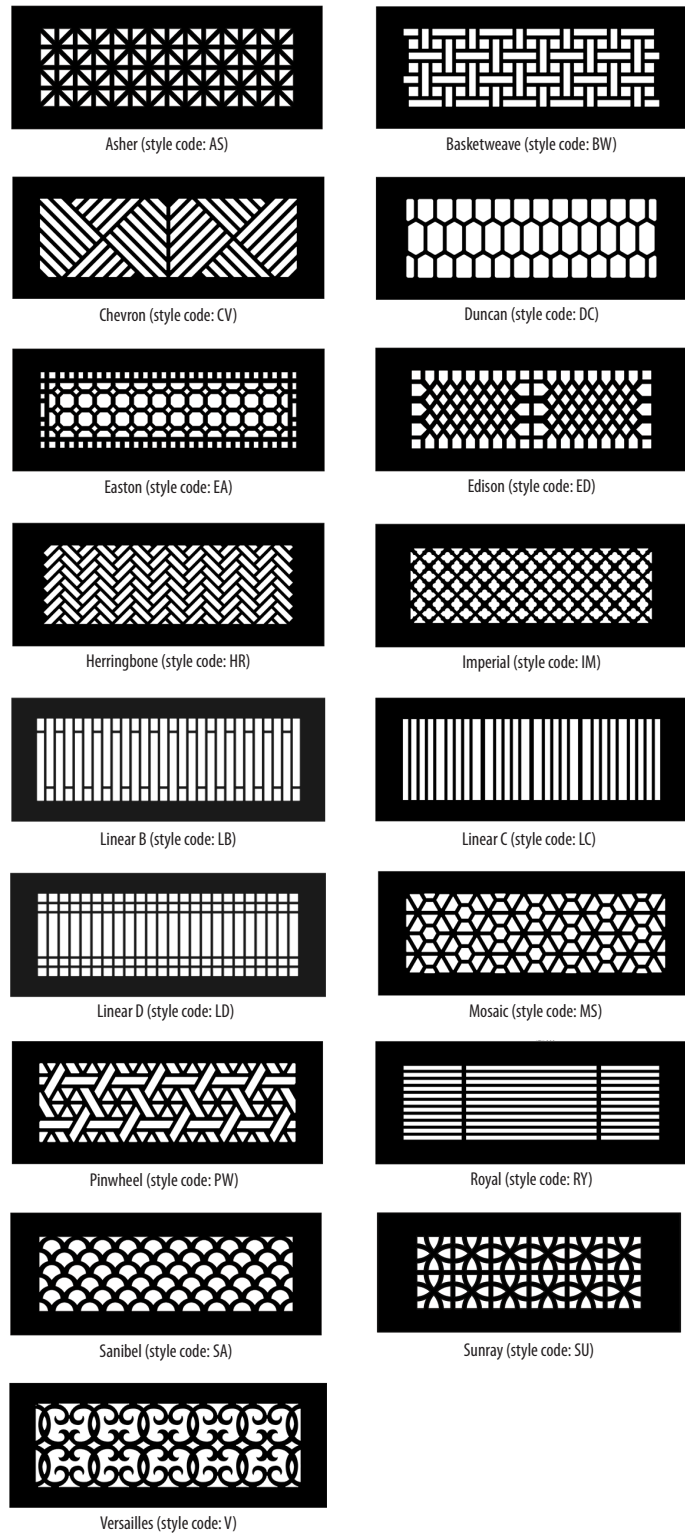 Asher (style code: AS)
Basketweave (style code: BW)
Chevron (style code: CV)
Duncan (style code: DC)
Easton (style code: EA)
Edison (style code: ED)
Herringbone (style code: HR)
Imperial (style code: IM)
Linear B (style code: LB)
Linear C (style code: LC)
Linear D (style code: LD)
Mosaic (style code: MS)
Pinwheel (style code: PW)
Royal (style code: RY)
Sanibel (style code: SA)
Sunray (style code: SU)
Versailles (style code: V)